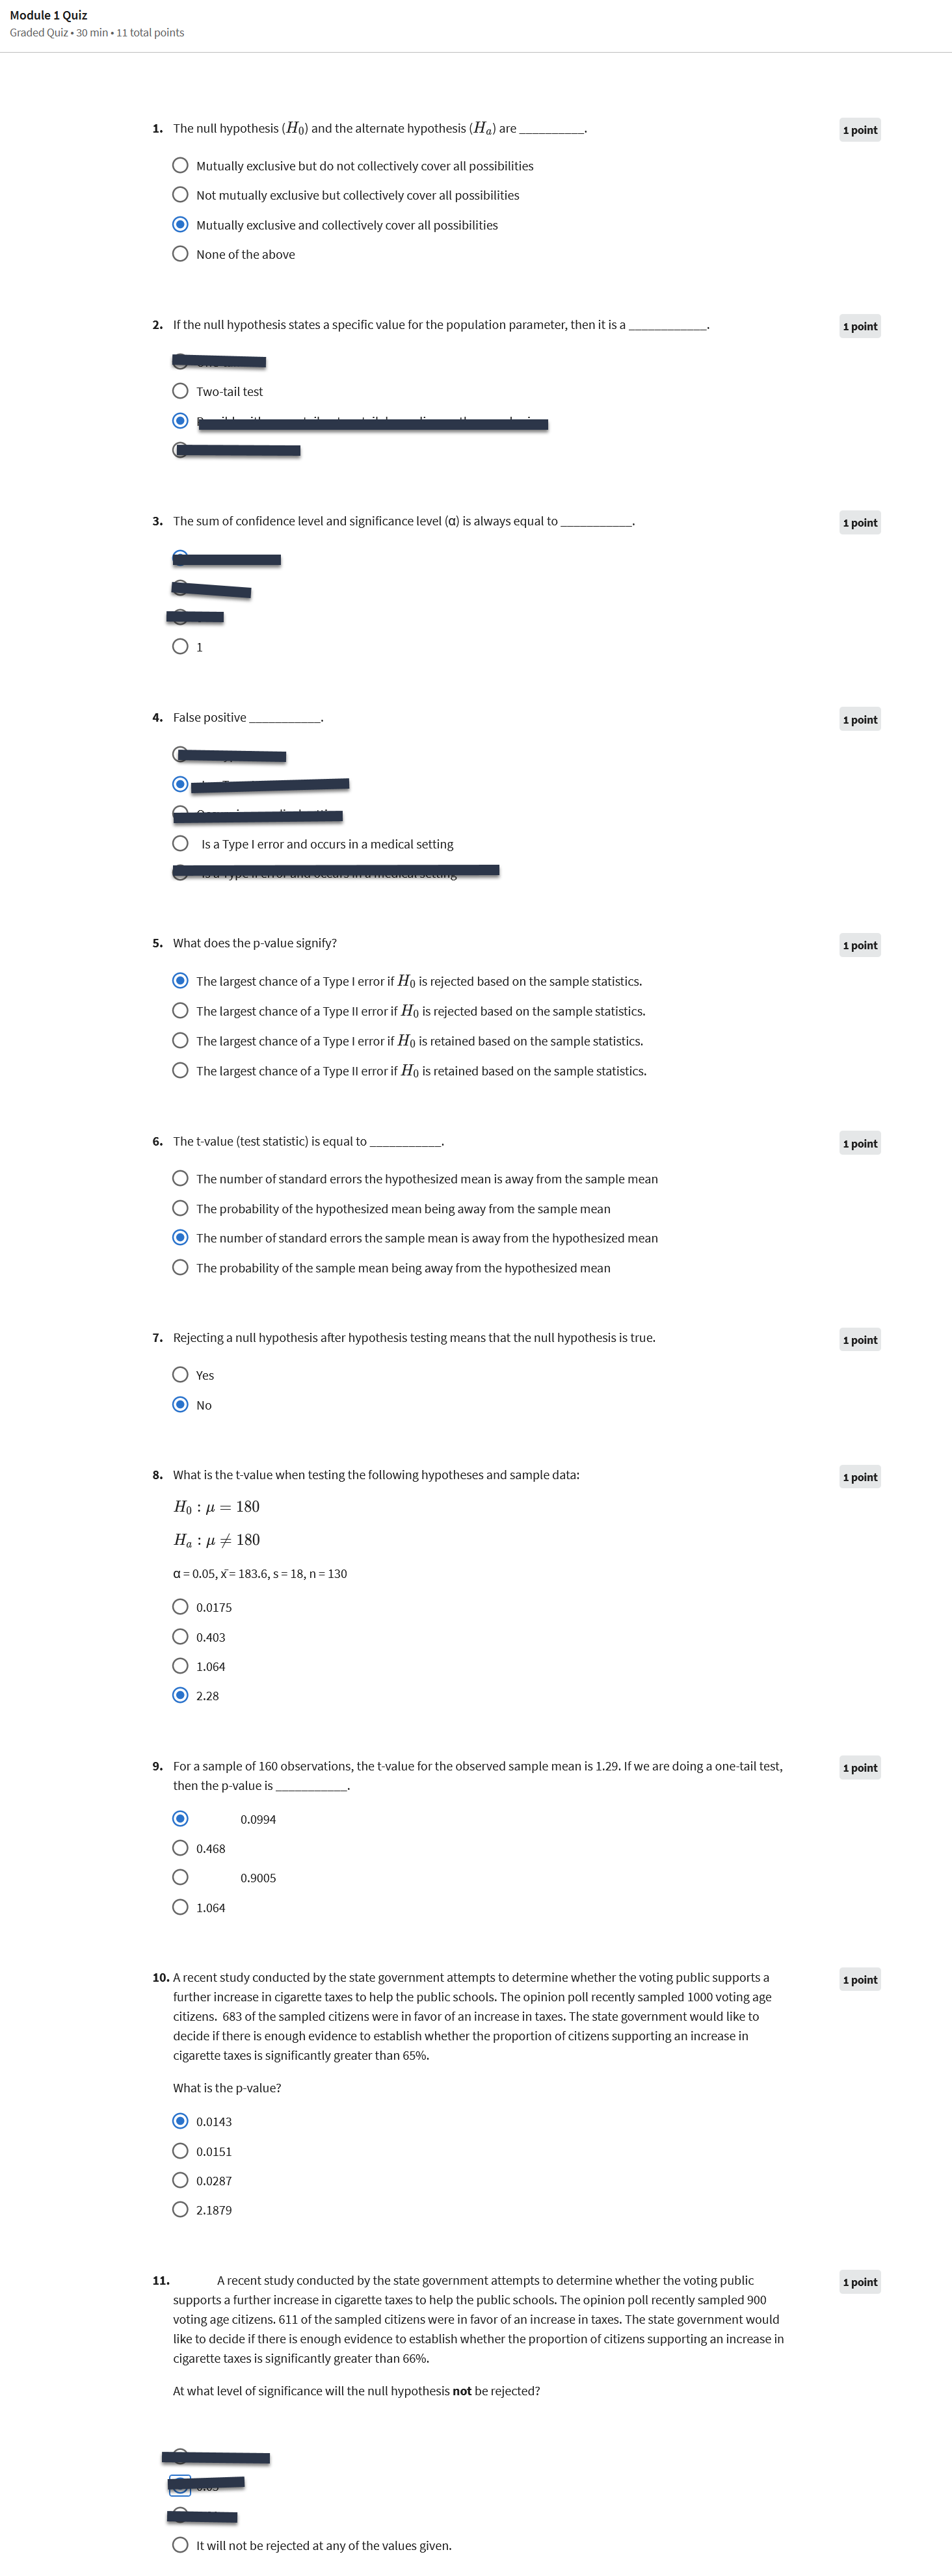 Module 1 Quiz
Graded Quiz • 30 min • 11 total points
1. The null hypothesis (H₀) and the alternate hypothesis (Hₐ) are __________.
1 point
Mutually exclusive but do not collectively cover all possibilities
Not mutually exclusive but collectively cover all possibilities
Mutually exclusive and collectively cover all possibilities
None of the above
2. If the null hypothesis states a specific value for the population parameter, then it is a ____________.
1 point
Two-tail test
3. The sum of confidence level and significance level (α) is always equal to ___________.
1 point
1
4. False positive ___________.
1 point
Is a Type I error and occurs in a medical setting
Is a Type II error and occurs in a medical setting
5. What does the p-value signify?
1 point
The largest chance of a Type I error if H₀ is rejected based on the sample statistics.
The largest chance of a Type II error if H₀ is rejected based on the sample statistics.
The largest chance of a Type I error if H₀ is retained based on the sample statistics.
The largest chance of a Type II error if H₀ is retained based on the sample statistics.
6. The t-value (test statistic) is equal to ___________.
1 point
The number of standard errors the hypothesized mean is away from the sample mean
The probability of the hypothesized mean being away from the sample mean
The number of standard errors the sample mean is away from the hypothesized mean
The probability of the sample mean being away from the hypothesized mean
7. Rejecting a null hypothesis after hypothesis testing means that the null hypothesis is true.
1 point
Yes
No
8. What is the t-value when testing the following hypotheses and sample data:
1 point
H₀ : μ = 180
Hₐ : μ ≠ 180
α = 0.05, x̄ = 183.6, s = 18, n = 130
0.0175
0.403
1.064
2.28
9. For a sample of 160 observations, the t-value for the observed sample mean is 1.29. If we are doing a one-tail test,
1 point
then the p-value is ___________.
0.0994
0.468
0.9005
1.064
10. A recent study conducted by the state government attempts to determine whether the voting public supports a
1 point
further increase in cigarette taxes to help the public schools. The opinion poll recently sampled 1000 voting age
citizens. 683 of the sampled citizens were in favor of an increase in taxes. The state government would like to
decide if there is enough evidence to establish whether the proportion of citizens supporting an increase in
cigarette taxes is significantly greater than 65%.
What is the p-value?
0.0143
0.0151
0.0287
2.1879
11. A recent study conducted by the state government attempts to determine whether the voting public
1 point
supports a further increase in cigarette taxes to help the public schools. The opinion poll recently sampled 900
voting age citizens. 611 of the sampled citizens were in favor of an increase in taxes. The state government would
like to decide if there is enough evidence to establish whether the proportion of citizens supporting an increase in
cigarette taxes is significantly greater than 66%.
At what level of significance will the null hypothesis not be rejected?
It will not be rejected at any of the values given.